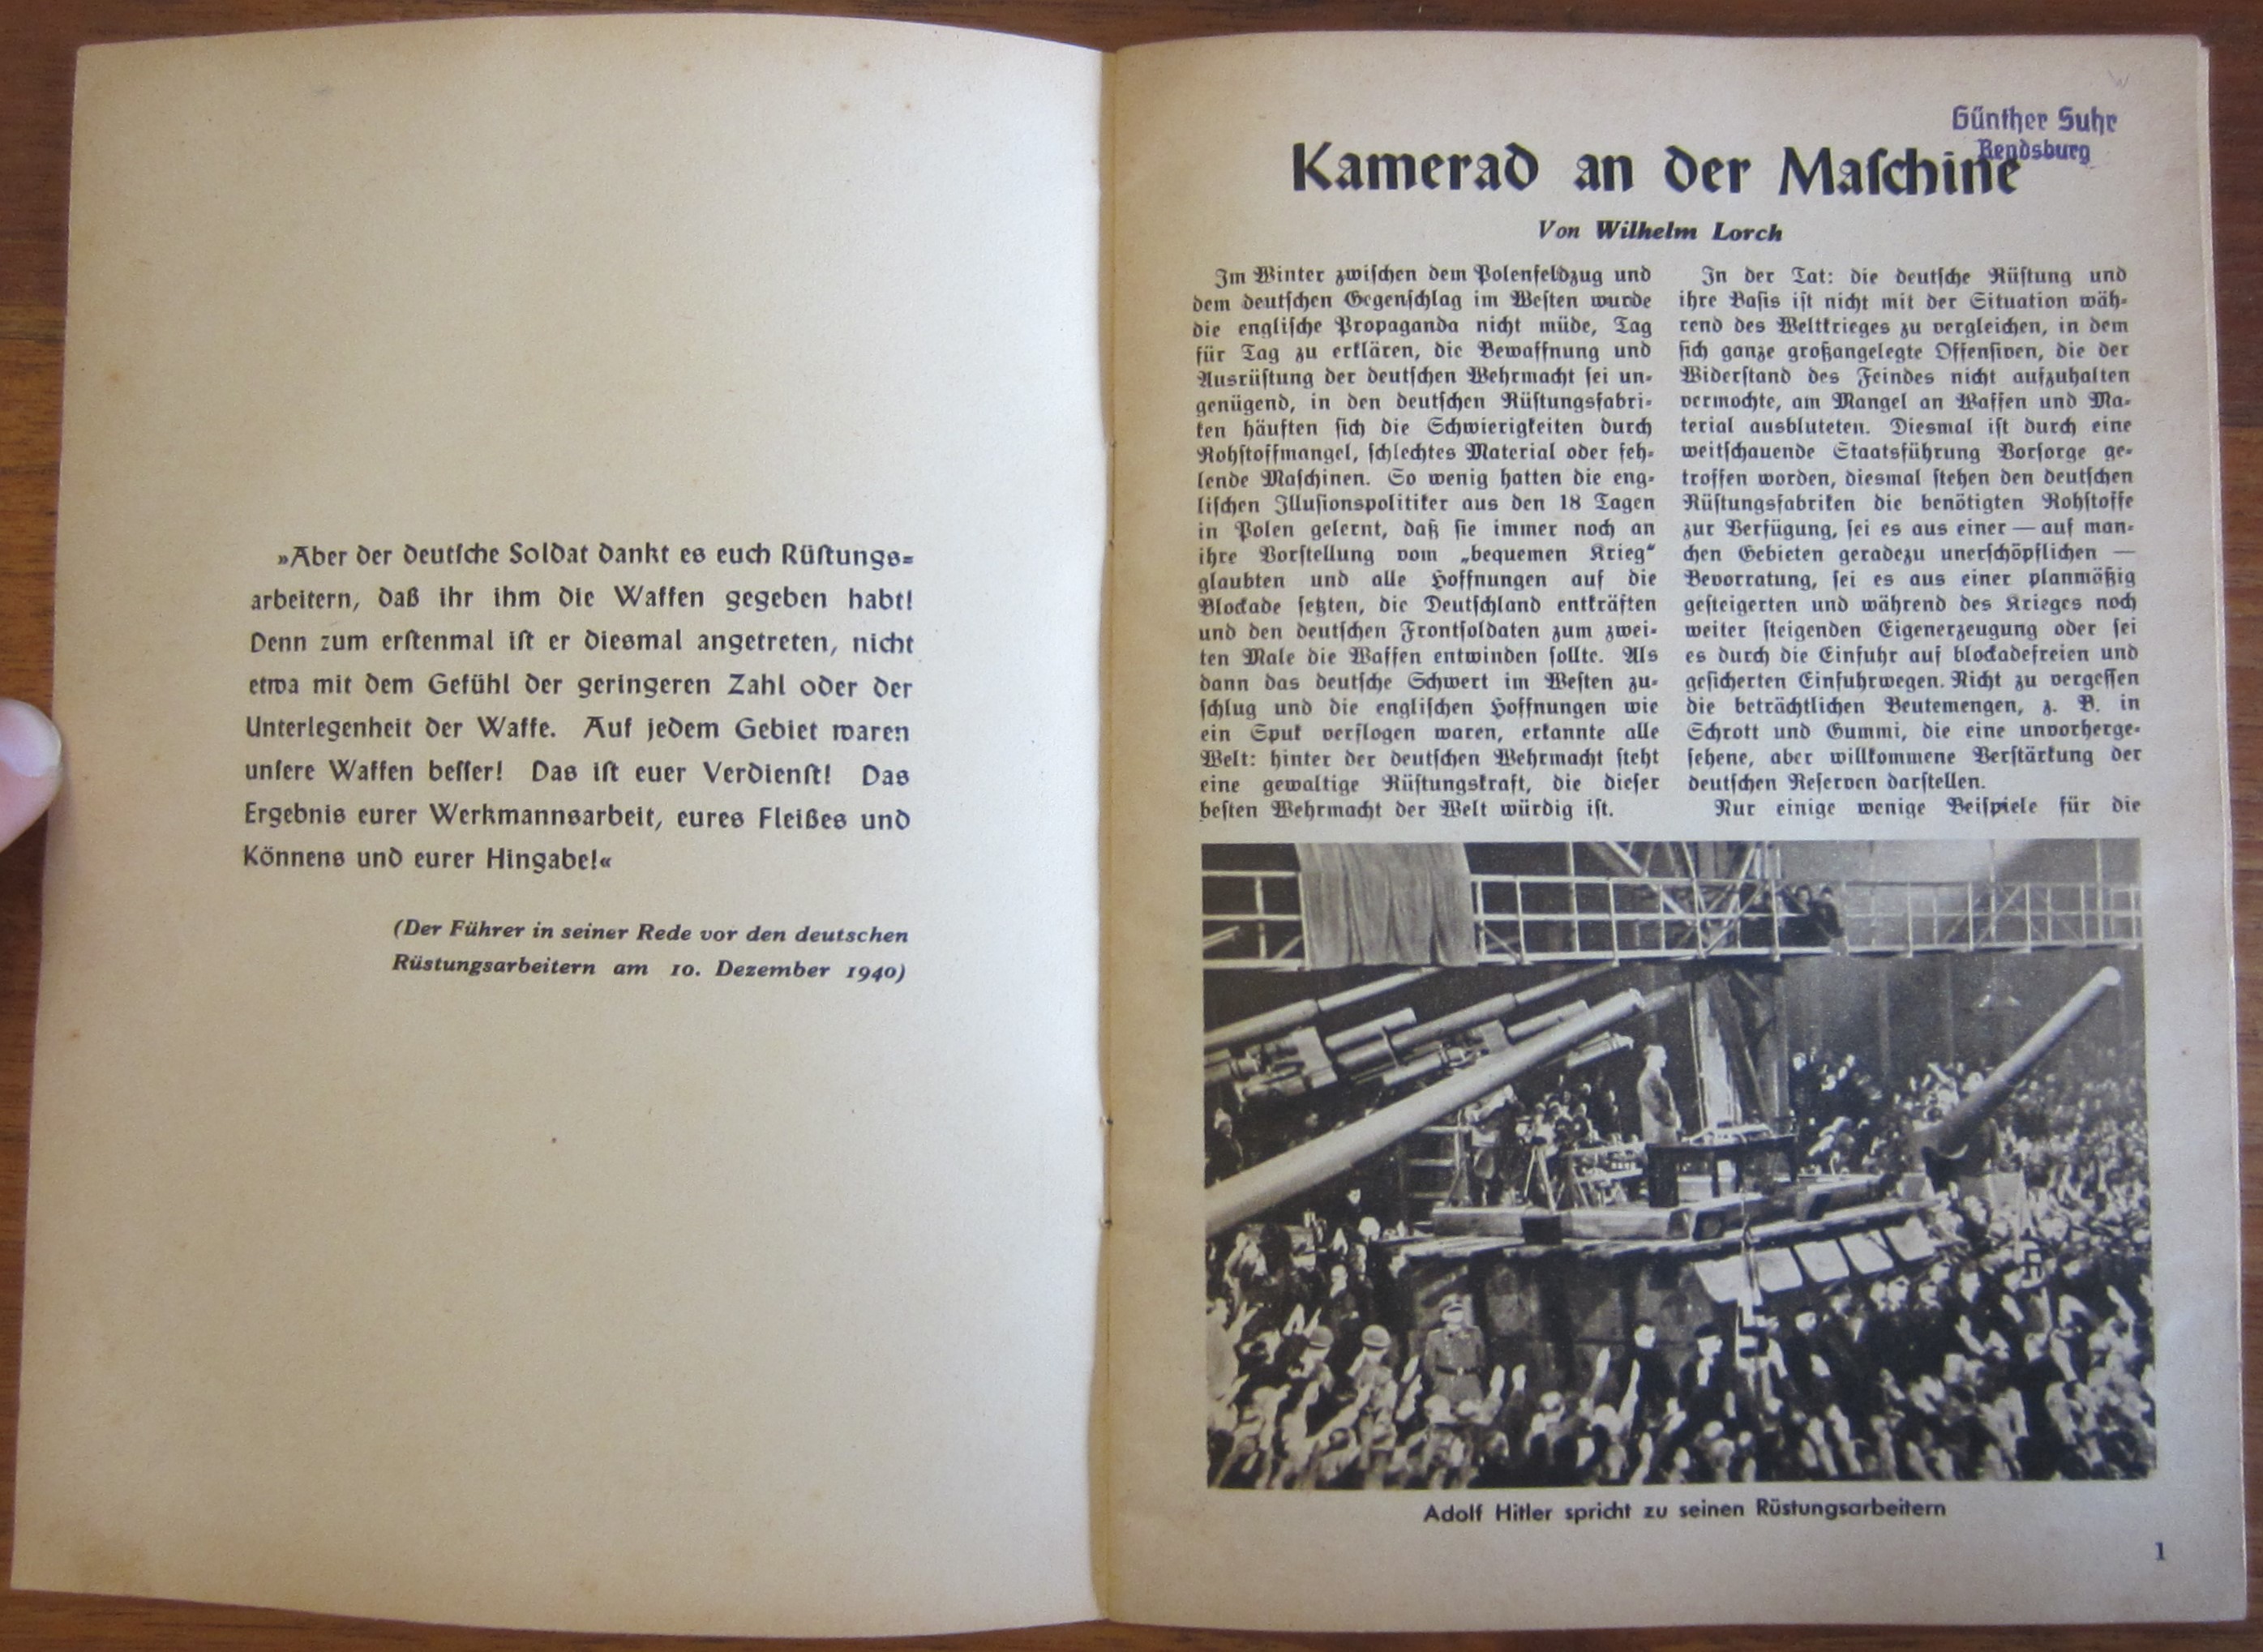 »Aber der deutsche Soldat dankt es euch Rüstungs=
arbeitern, daß ihr ihm die Waffen gegeben habt!
Denn zum erstenmal ist er diesmal angetreten, nicht
etwa mit dem Gefühl der geringeren Zahl oder der
Unterlegenheit der Waffe. Auf jedem Gebiet waren
unsere Waffen besser! Das ist euer Verdienst! Das
Ergebnis eurer Werkmannsarbeit, eures Fleißes und
Könnens und eurer Hingabe!«
(Der Führer in seiner Rede vor den deutschen
Rüstungsarbeitern am 10. Dezember 1940)
Günther Suhr
Rendsburg
Kamerad an der Maschine
Von Wilhelm Lorch
Im Winter zwischen dem Polenfeldzug und
dem deutschen Gegenschlag im Westen wurde
die englische Propaganda nicht müde, Tag
für Tag zu erklären, die Bewaffnung und
Ausrüstung der deutschen Wehrmacht sei un=
genügend, in den deutschen Rüstungsfabri=
ken häuften sich die Schwierigkeiten durch
Rohstoffmangel, schlechtes Material oder feh=
lende Maschinen. So wenig hatten die eng=
lischen Illusionspolitiker aus den 18 Tagen
in Polen gelernt, daß sie immer noch an
ihre Vorstellung vom „bequemen Krieg“
glaubten und alle Hoffnungen auf die
Blockade setzten, die Deutschland entkräften
und den deutschen Frontsoldaten zum zwei=
ten Male die Waffen entwinden sollte. Als
dann das deutsche Schwert im Westen zu=
schlug und die englischen Hoffnungen wie
ein Spuk verflogen waren, erkannte alle
Welt: hinter der deutschen Wehrmacht steht
eine gewaltige Rüstungskraft, die dieser
besten Wehrmacht der Welt würdig ist.
In der Tat: die deutsche Rüstung und
ihre Basis ist nicht mit der Situation wäh=
rend des Weltkrieges zu vergleichen, in dem
sich ganze großangelegte Offensiven, die der
Widerstand des Feindes nicht aufzuhalten
vermochte, am Mangel an Waffen und Ma=
terial ausbluteten. Diesmal ist durch eine
weitschauende Staatsführung Vorsorge ge=
troffen worden, diesmal stehen den deutschen
Rüstungsfabriken die benötigten Rohstoffe
zur Verfügung, sei es aus einer — auf man=
chen Gebieten geradezu unerschöpflichen —
Bevorratung, sei es aus einer planmäßig
gesteigerten und während des Krieges noch
weiter steigenden Eigenerzeugung oder sei
es durch die Einfuhr auf blockadefreien und
gesicherten Einfuhrwegen. Nicht zu vergessen
die beträchtlichen Beutemengen, z. B. in
Schrott und Gummi, die eine unvorherge=
sehene, aber willkommene Verstärkung der
deutschen Reserven darstellen.
Nur einige wenige Beispiele für die
Adolf Hitler spricht zu seinen Rüstungsarbeitern
1